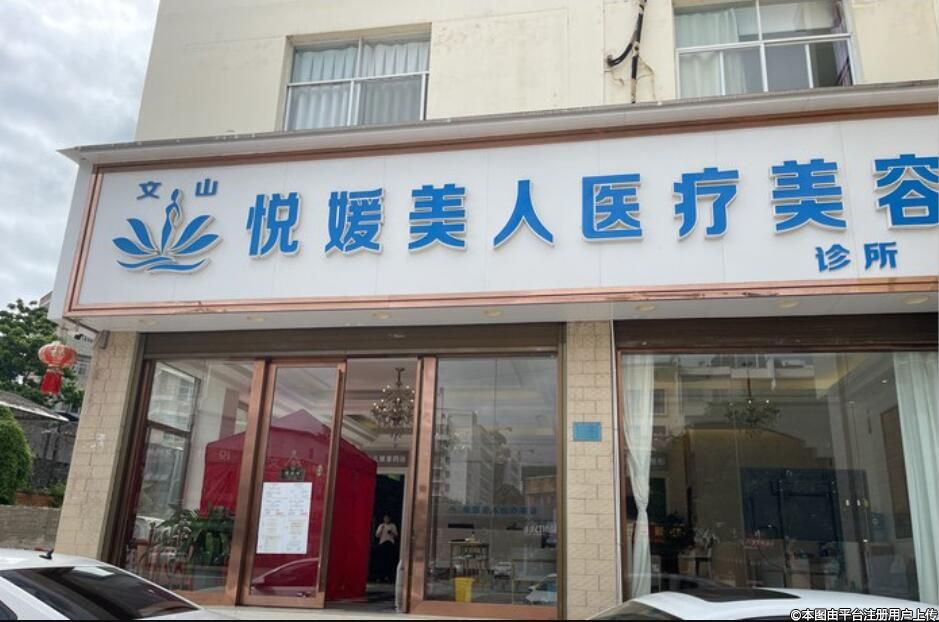 文山
悦媛美人医疗美容
诊所
©本图由平台注册用户上传